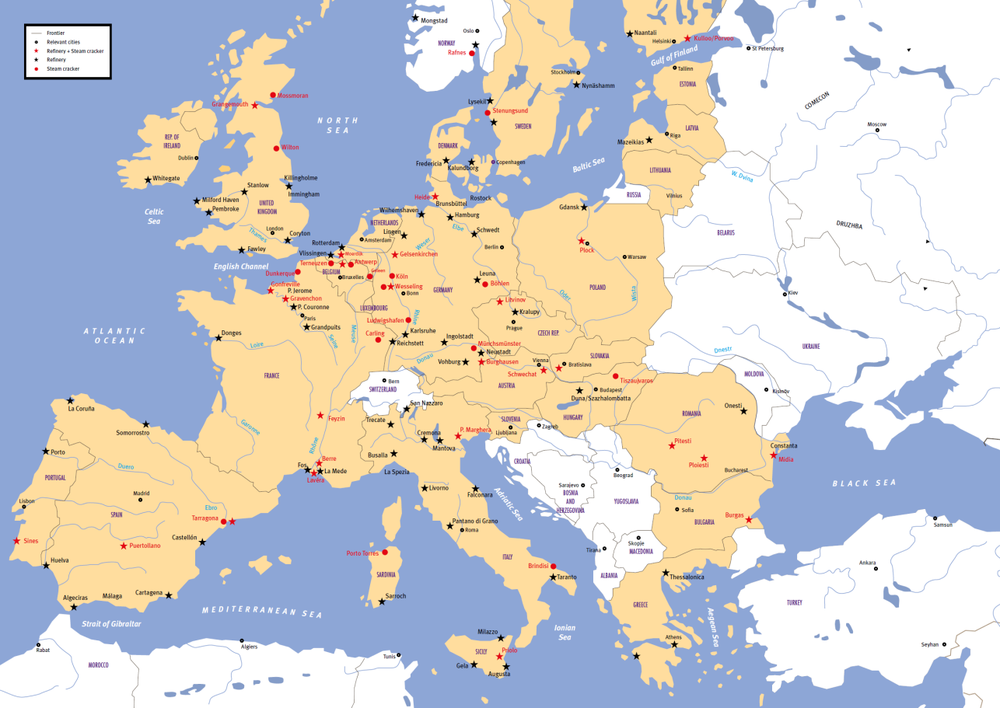 Frontier
Relevant cities
Refinery + Steam cracker
Refinery
Steam cracker
Mongstad
Oslo
NORWAY
Rafnes
Naantali
Helsinki
Kulloo/Porvoo
Gulf of Finland
St Petersburg
Stockholm
Nynäshamm
Tallinn
ESTONIA
COMECON
Mossmoran
Grangemouth
NORTH
SEA
Lysekil
Stenungsund
SWEDEN
LATVIA
Riga
Moscow
Mazeikias
REP. OF
IRELAND
Wilton
DENMARK
Dublin
Fredericia
Kalundborg
Copenhagen
Baltic Sea
LITHUANIA
W. Dvina
Whitegate
Killingholme
Stanlow
Immingham
Milford Haven
Pembroke
UNITED
KINGDOM
Heide
Brunsbüttel
Rostock
RUSSIA
Vilnius
Celtic
Sea
Wilhemshaven
Hamburg
Gdansk
NETHERLANDS
London
Thames
Coryton
Lingen
Elbe
Schwedt
BELARUS
DRUZHBA
Fawley
Rotterdam
Amsterdam
Weser
Berlin
Plock
Warsaw
Vlissingen
Moerdik
Gelsenkirchen
English Channel
Terneuzen
Antwerp
Dunkerque
BELGIUM
Bruxelles
Geleen
Köln
Leuna
Böhlen
Gonfreville
P. Jerome
Wesseling
GERMANY
Bonn
POLAND
Oder
Wista
Kiev
Gravenchon
P. Couronne
LUXEMBOURG
Litvinov
Kralupy
Paris
Grandpuits
Ludwigshafen
Rhine
Prague
ATLANTIC
OCEAN
Donges
Loire
Seine
Meuse
Carling
Karlsruhe
Reichstett
Ingolstadt
CZECH REP.
Münchsmünster
Neustadt
UKRAINE
Dnestr
Donau
Vohburg
Burghausen
Vienna
Bratislava
SLOVAKIA
Schwechat
FRANCE
Bern
SWITZERLAND
AUSTRIA
Tiszaujvaros
MOLDOVA
Kisinöv
Budapest
Duna/Szazhalombatta
La Coruña
San Nazzaro
Feyzin
Trecate
SLOVENIA
HUNGARY
ROMANIA
Onesti
Somorrostro
Garonne
Cremona
P. Marghera
Ljubljana
Zagreb
Mantova
Rhône
Porto
Busalla
Pitesti
Constanta
Berre
Fos
La Mede
Lavéra
La Spezia
CROATIA
Ploiesti
Midia
Duero
Beograd
Bucharest
PORTUGAL
Livorno
Falconara
Sarajevo
BOSNIA
AND
HERZEGOVINA
YUGOSLAVIA
BLACK SEA
Madrid
Lisbon
Adriatic Sea
Donau
Sofia
BULGARIA
Burgas
SPAIN
Ebro
Tarragona
Pantano di Grano
Roma
Samsun
Sines
Puertollano
Castellón
Skopje
MACEDONIA
Tirana
Porto Torres
ITALY
Huelva
Brindisi
Ankara
SARDINIA
Taranto
ALBANIA
Thessalonica
Algeciras
Málaga
Cartagena
Sarroch
GREECE
TURKEY
MEDITERRANEAN SEA
Strait of Gibraltar
Ionian
Sea
Aegean Sea
Milazzo
Athens
Rabat
Algiers
SICILY
Priolo
Seyhan
Tunis
MOROCCO
Gela
Augusta